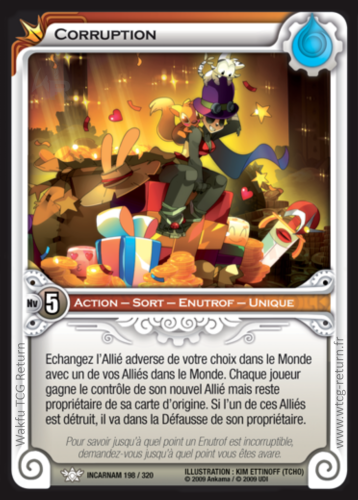 CORRUPTION
Nv 5 ACTION – SORT – ENUTROF – UNIQUE
Echangez l'Allié adverse de votre choix dans le Monde
avec un de vos Alliés dans le Monde. Chaque joueur
gagne le contrôle de son nouvel Allié mais reste
propriétaire de sa carte d'origine. Si l'un de ces Alliés
est détruit, il va dans la Défausse de son propriétaire.
Pour savoir jusqu'à quel point un Enutrof est incorruptible,
demandez-vous jusqu'à quel point vous êtes avare.
INCARNAM 198 / 320
ILLUSTRATION : KIM ETTINOFF (TCHO)
© 2009 Ankama / © 2009 UDI
Wakfu TCG Return
www.wtcg-return.fr